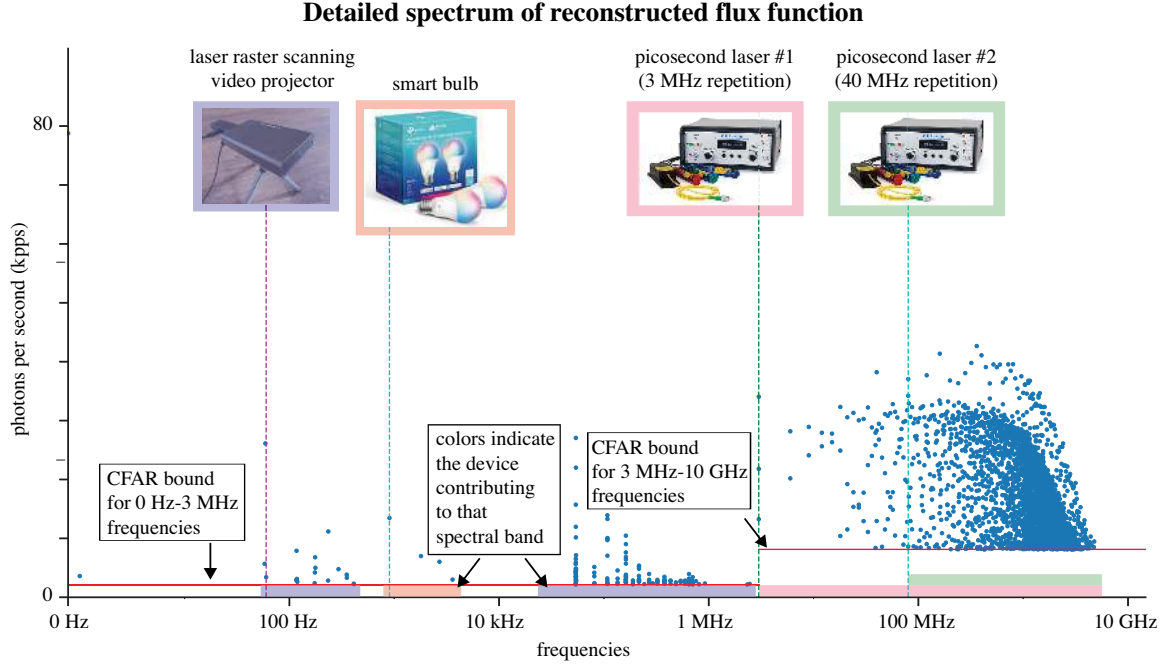 Detailed spectrum of reconstructed flux function
laser raster scanning
video projector
smart bulb
picosecond laser #1
(3 MHz repetition)
picosecond laser #2
(40 MHz repetition)
80
photons per second (kpps)
CFAR bound
for 0 Hz-3 MHz
frequencies
colors indicate
the device
contributing
to that
spectral band
CFAR bound
for 3 MHz-10 GHz
frequencies
0
0 Hz
100 Hz
10 kHz
1 MHz
100 MHz
10 GHz
frequencies